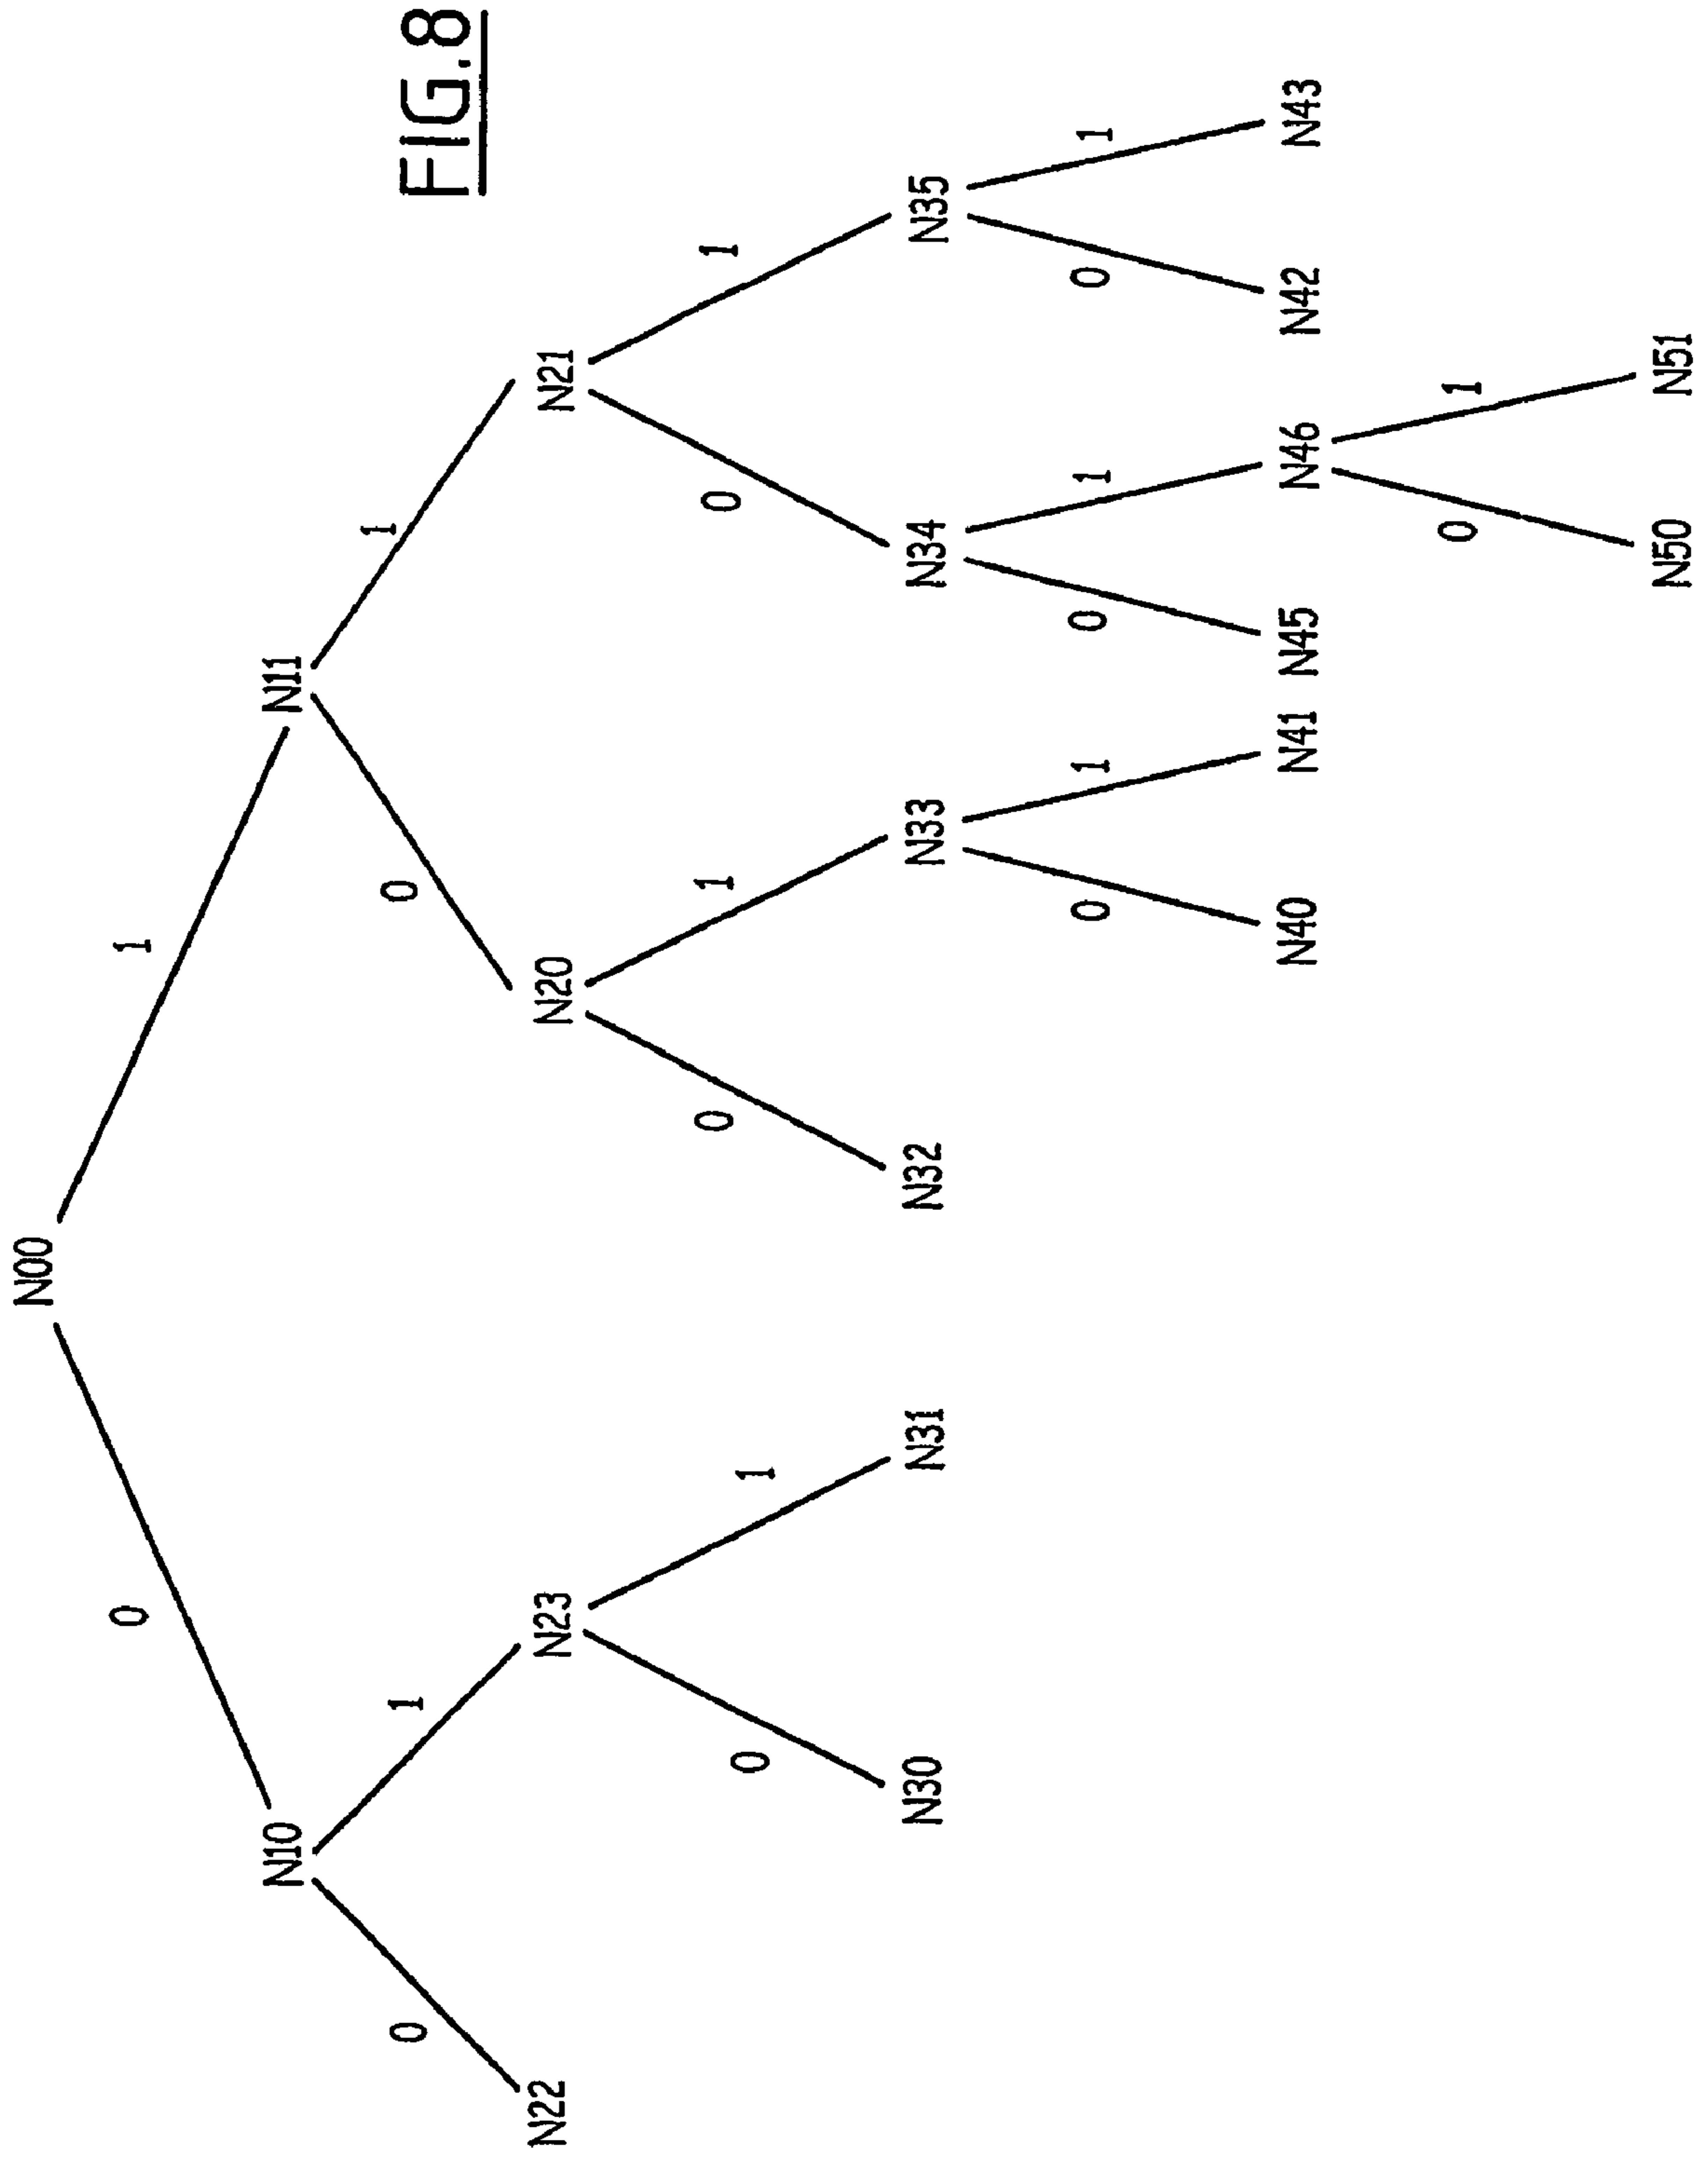 FIG.8
N00
0 1
N10 N11
0 1 0 1
N22 N23 N20 N21
0 1 0 1 0 1
N30 N31 N32 N33 N34 N35
0 1 0 1 0 1
N40 N41 N45 N46 N42 N43
0 1
N50 N51